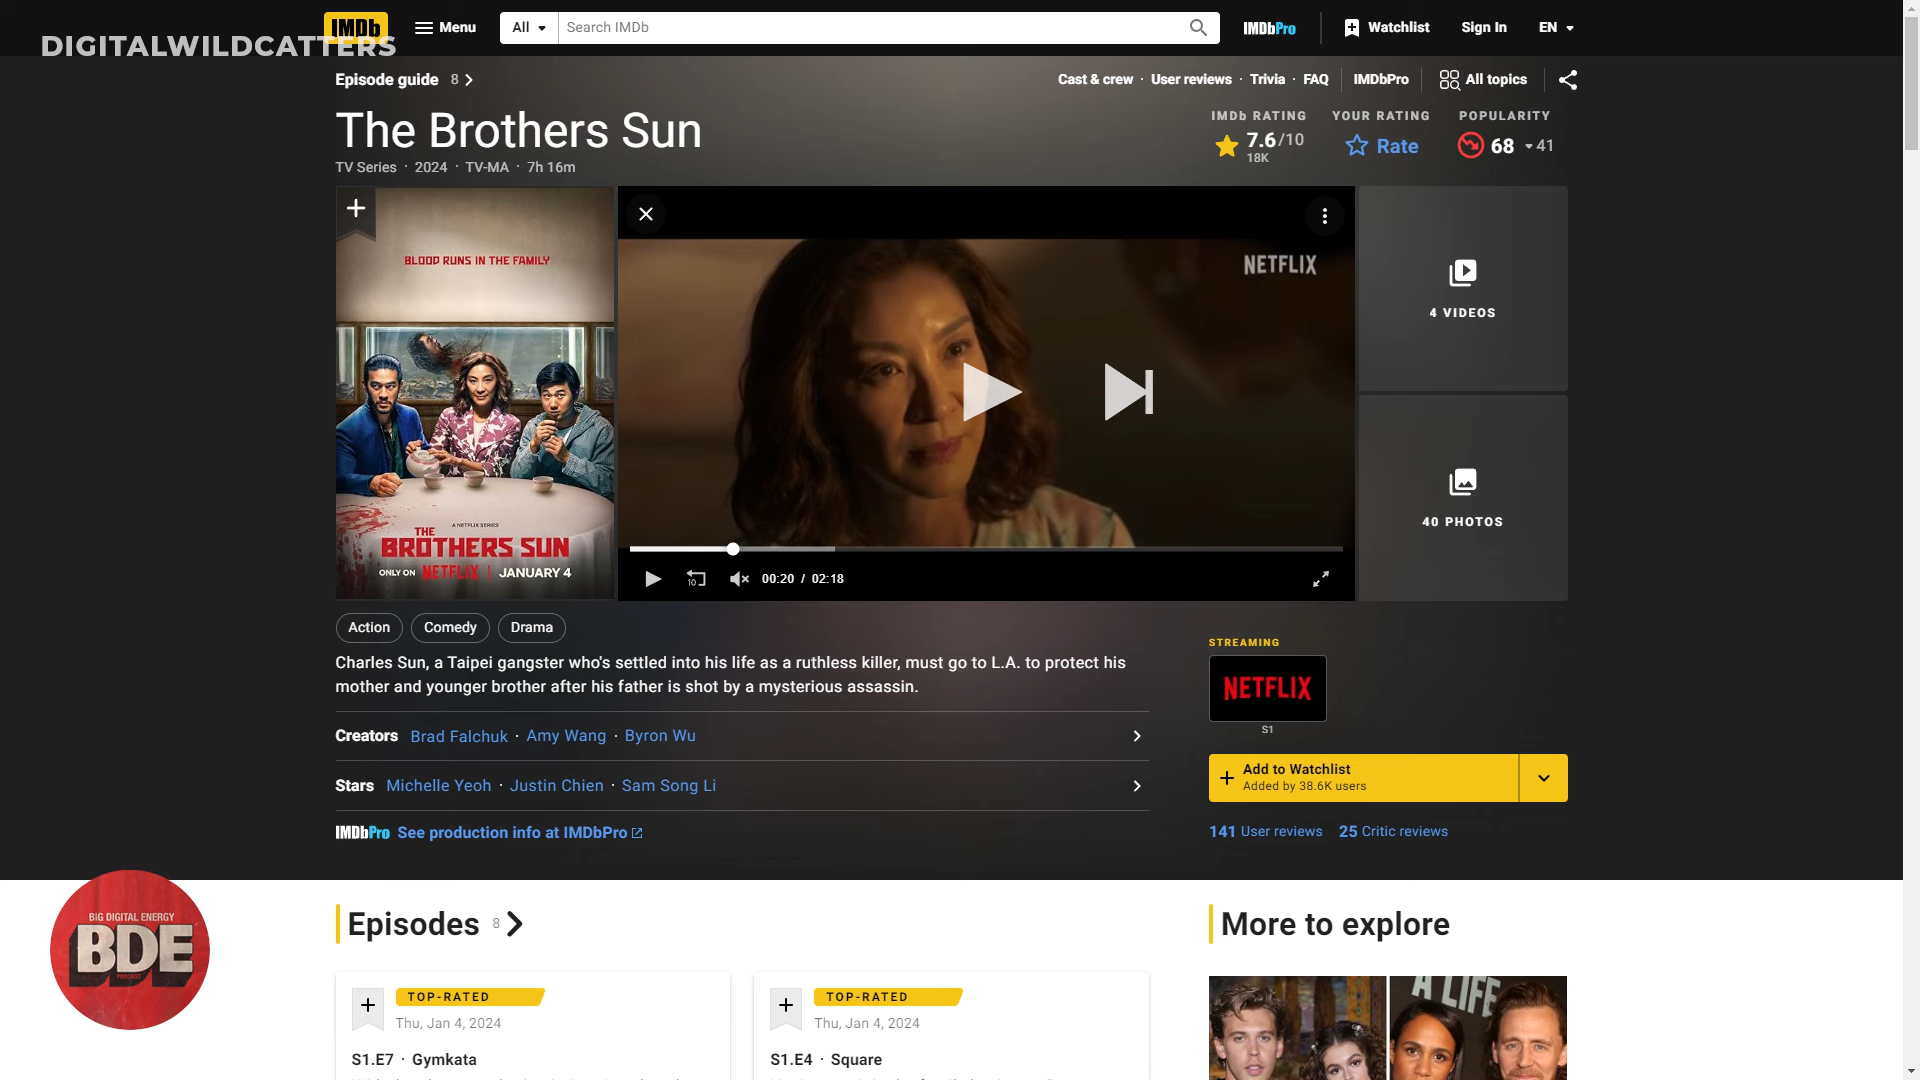 DIGITALWILDCATTERS
IMDb
Menu
All
Search IMDb
IMDbPro
Watchlist
Sign In
EN
Episode guide 8
Cast & crew · User reviews · Trivia · FAQ
IMDbPro
All topics
The Brothers Sun
TV Series · 2024 · TV-MA · 7h 16m
IMDb RATING
7.6/10
18K
YOUR RATING
Rate
POPULARITY
68 41
BLOOD RUNS IN THE FAMILY
A NETFLIX SERIES
THE
BROTHERS SUN
ONLY ON NETFLIX | JANUARY 4
NETFLIX
10
00:20 / 02:18
4 VIDEOS
40 PHOTOS
Action
Comedy
Drama
Charles Sun, a Taipei gangster who's settled into his life as a ruthless killer, must go to L.A. to protect his
mother and younger brother after his father is shot by a mysterious assassin.
Creators Brad Falchuk · Amy Wang · Byron Wu
Stars Michelle Yeoh · Justin Chien · Sam Song Li
IMDbPro See production info at IMDbPro
STREAMING
NETFLIX
S1
Add to Watchlist
Added by 38.6K users
141 User reviews 25 Critic reviews
BIG DIGITAL ENERGY
BDE
PODCAST
Episodes 8
TOP-RATED
Thu, Jan 4, 2024
S1.E7 · Gymkata
TOP-RATED
Thu, Jan 4, 2024
S1.E4 · Square
More to explore
A LIFE